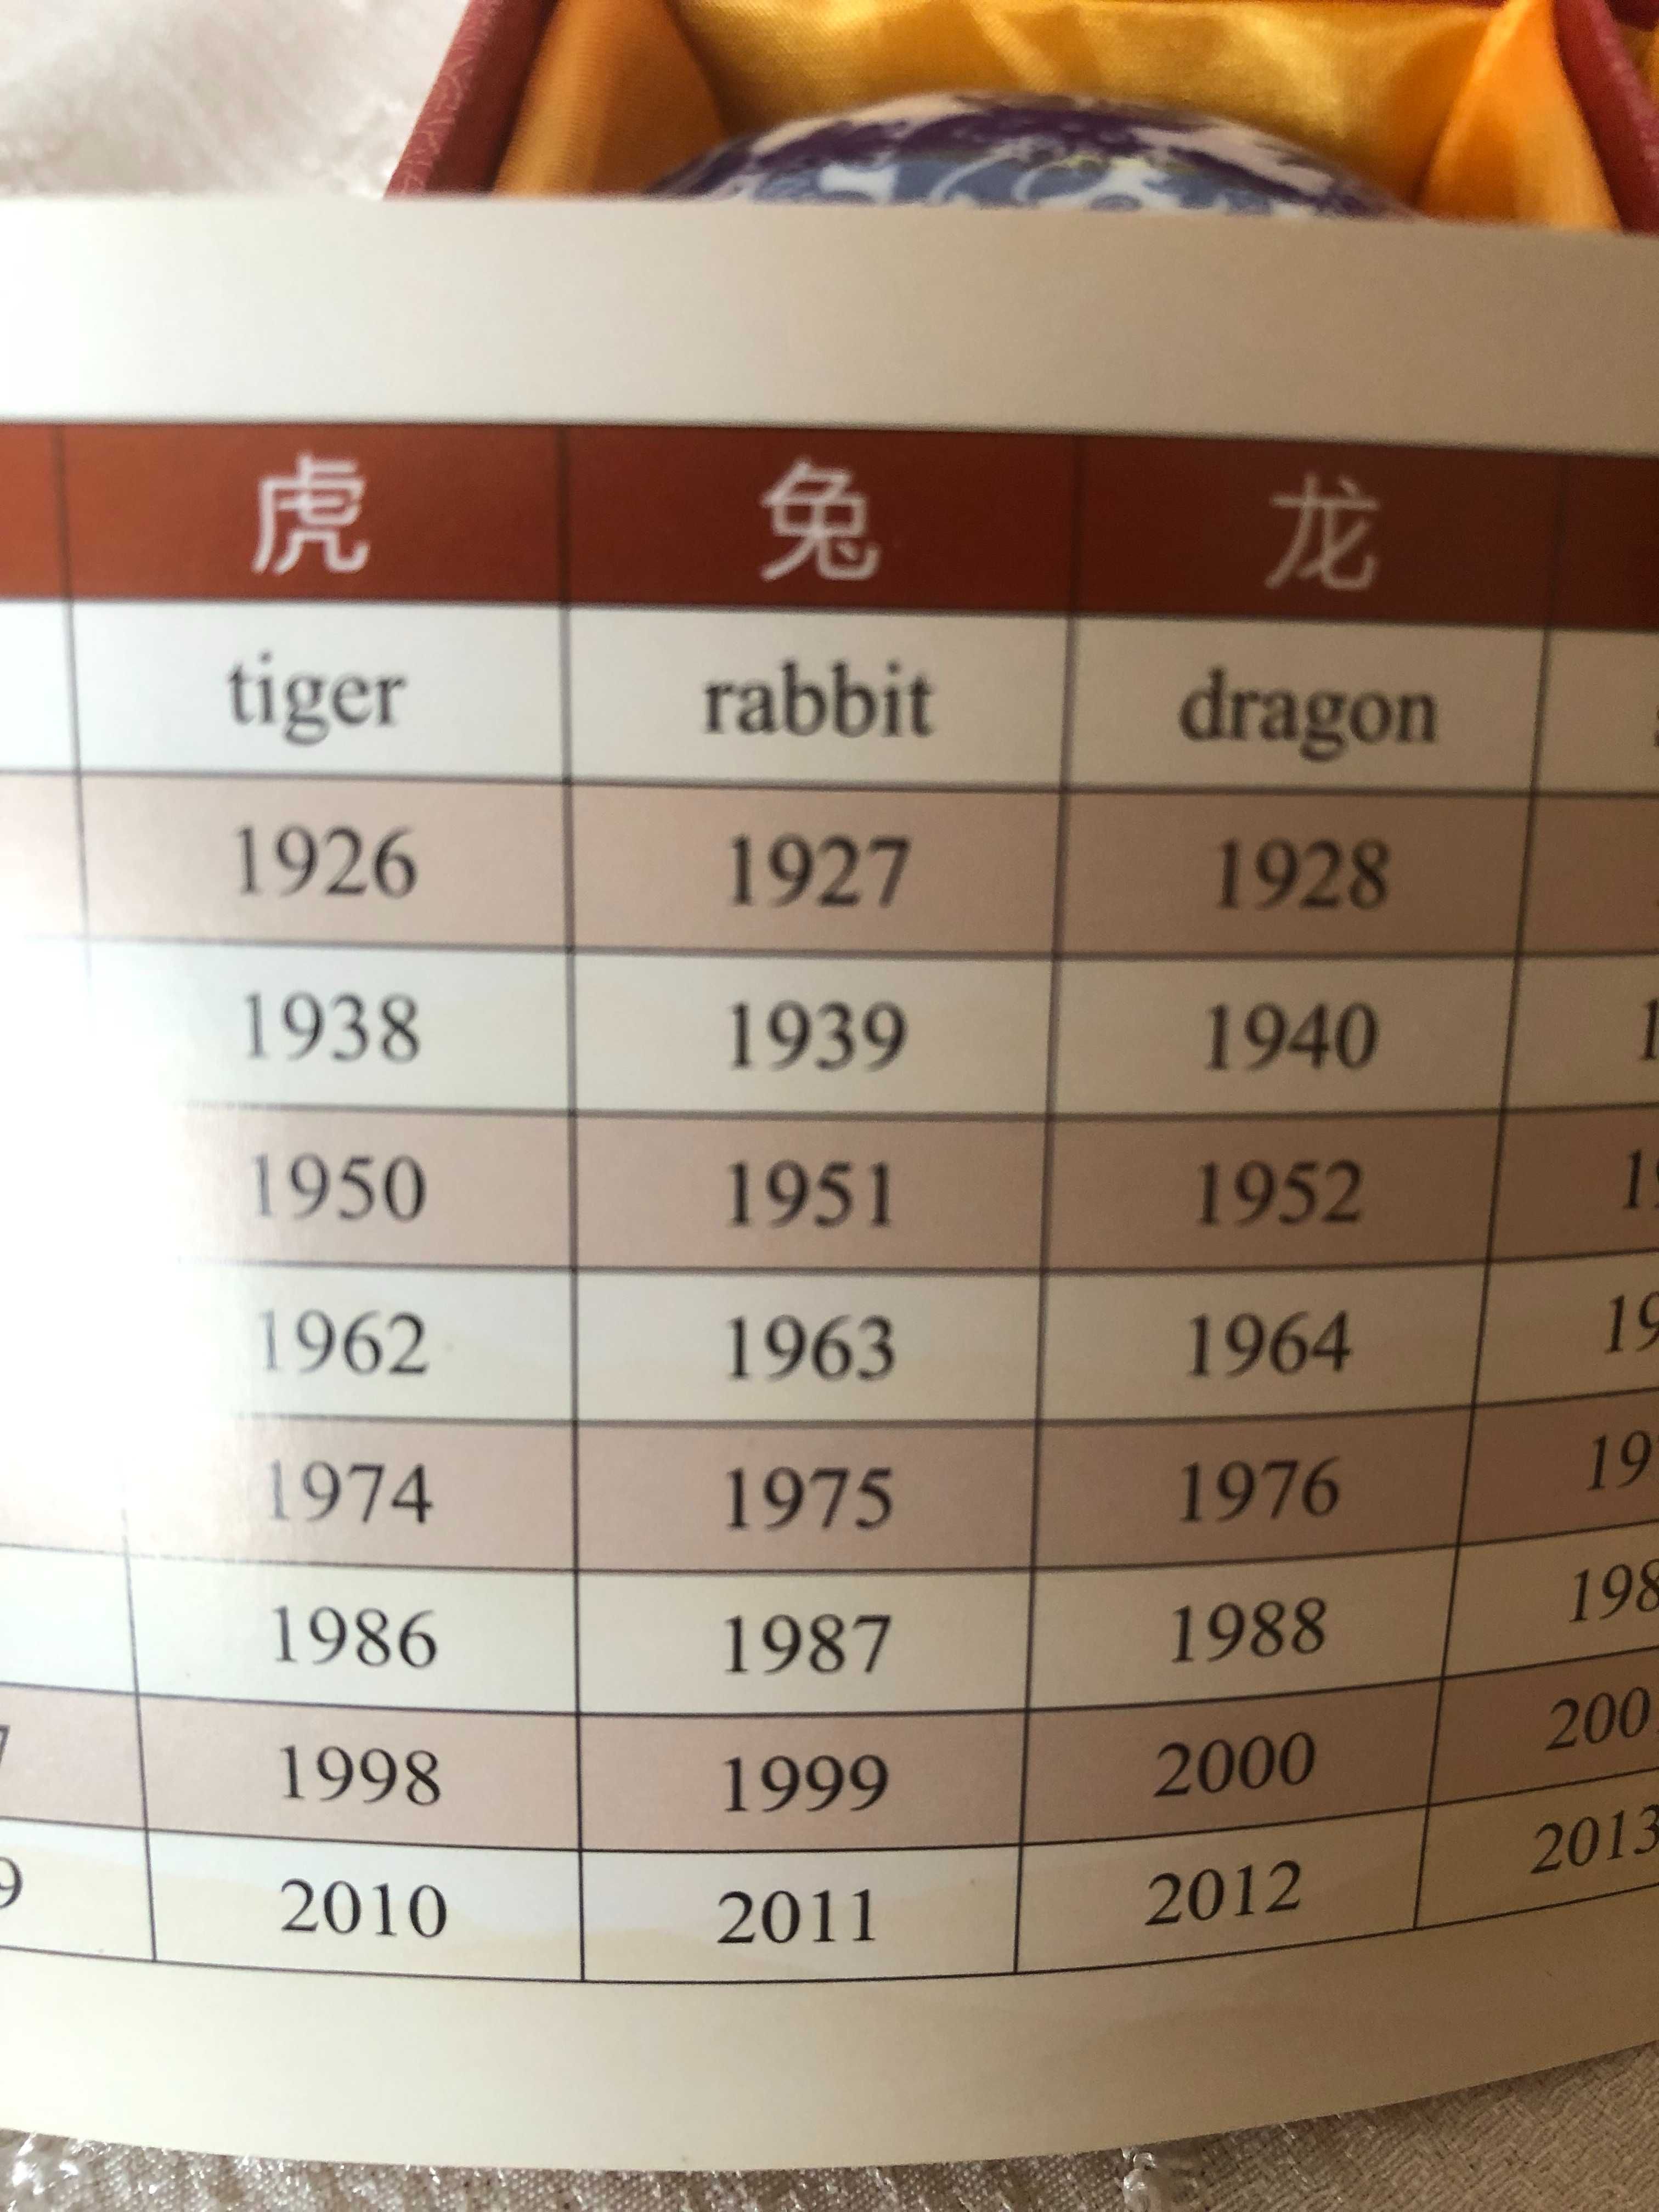 虎 兔 龙
tiger rabbit dragon
1926 1927 1928
1938 1939 1940
1950 1951 1952
1962 1963 1964
1974 1975 1976
1986 1987 1988
1998 1999 2000
2010 2011 2012 2013